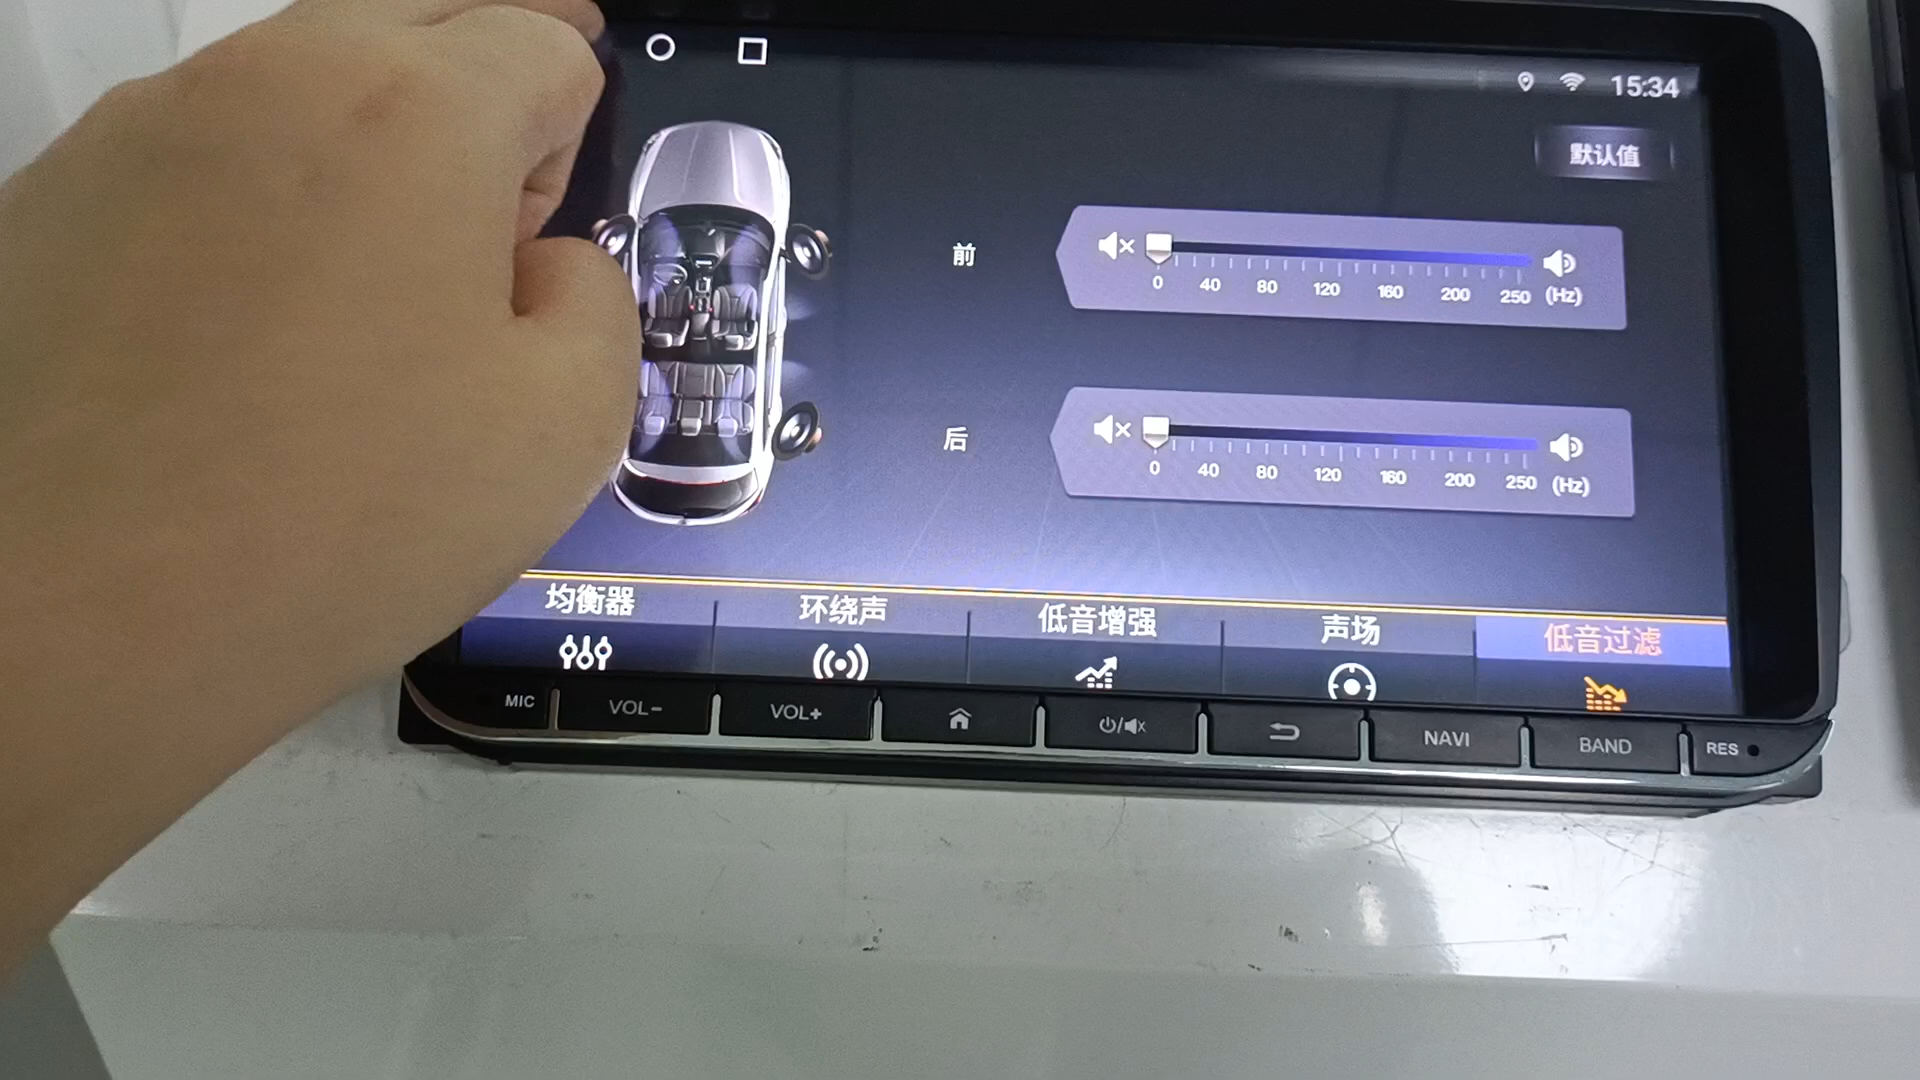 15:34
默认值
前
0 40 80 120 160 200 250 (Hz)
后
0 40 80 120 160 200 250 (Hz)
均衡器 环绕声 低音增强 声场 低音过滤
MIC VOL- VOL+ NAVI BAND RES